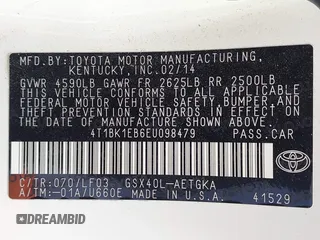 MFD.BY:TOYOTA MOTOR MANUFACTURING,
KENTUCKY,INC.02/14
GVWR 4590LB GAWR FR 2625LB RR 2500LB
THIS VEHICLE CONFORMS TO ALL APPLICABLE
FEDERAL MOTOR VEHICLE SAFETY, BUMPER,
AND THEFT PREVENTION STANDARDS IN EFFECT
ON THE DATE OF MANUFACTURE SHOWN ABOVE.
4T1BK1EB6EU098479 PASS.CAR
C/TR:070/LF03 GSX40L-AETGKA
A/TM:-01A/U660E MADE IN U.S.A. 41529
TOYOTA
@DREAMBID